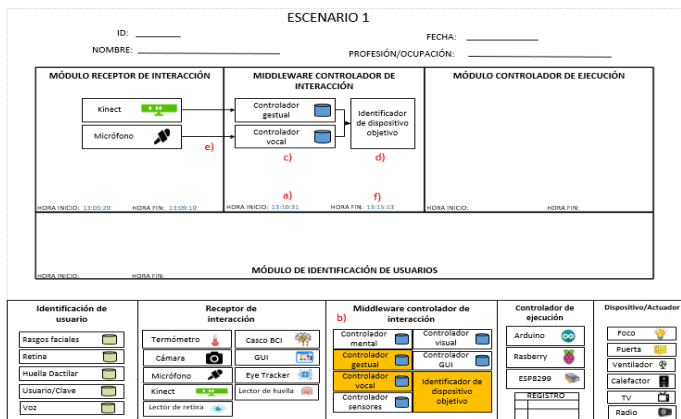 ESCENARIO 1
ID:
FECHA:
NOMBRE:
PROFESIÓN/OCUPACIÓN:
MÓDULO RECEPTOR DE INTERACCIÓN
MIDDLEWARE CONTROLADOR DE
INTERACCIÓN
MÓDULO CONTROLADOR DE EJECUCIÓN
Kinect
Micrófono
e)
Controlador
gestual
Controlador
vocal
c)
Identificador
de dispositivo
objetivo
d)
a)
f)
HORA INICIO: 13:05:20
HORA FIN: 13:09:10
HORA INICIO: 13:10:31
HORA FIN: 13:15:13
HORA INICIO:
HORA FIN:
MÓDULO DE IDENTIFICACIÓN DE USUARIOS
HORA INICIO:
HORA FIN:
Identificación de
usuario
Rasgos faciales
Retina
Huella Dactilar
Usuario/Clave
Voz
Receptor de
interacción
Termómetro
Casco BCI
Cámara
GUI
Micrófono
Eye Tracker
Kinect
Lector de huella
Lector de retina
Middleware controlador de
interacción
b)
Controlador
mental
Controlador
visual
Controlador
gestual
Controlador
GUI
Controlador
vocal
Identificador de
dispositivo
objetivo
Controlador
sensores
Controlador de
ejecución
Arduino
Rasberry
ESP8299
REGISTRO
Dispositivo/Actuador
Foco
Puerta
Ventilador
Calefactor
TV
Radio